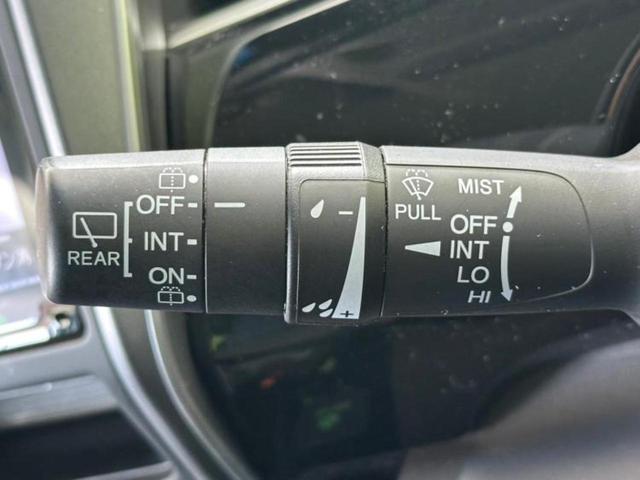 OFF
INT
ON
REAR
−
+
PULL
MIST
OFF
INT
LO
HI